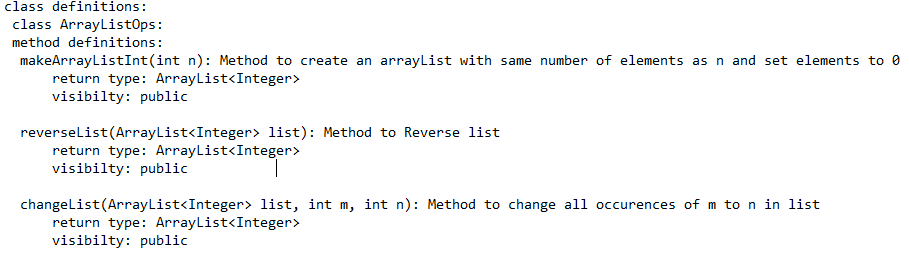 class definitions:
class ArrayListOps:
method definitions:
makeArrayListInt(int n): Method to create an arrayList with same number of elements as n and set elements to 0
return type: ArrayList<Integer>
visibilty: public
reverseList(ArrayList<Integer> list): Method to Reverse list
return type: ArrayList<Integer>
visibilty: public
changeList(ArrayList<Integer> list, int m, int n): Method to change all occurences of m to n in list
return type: ArrayList<Integer>
visibilty: public